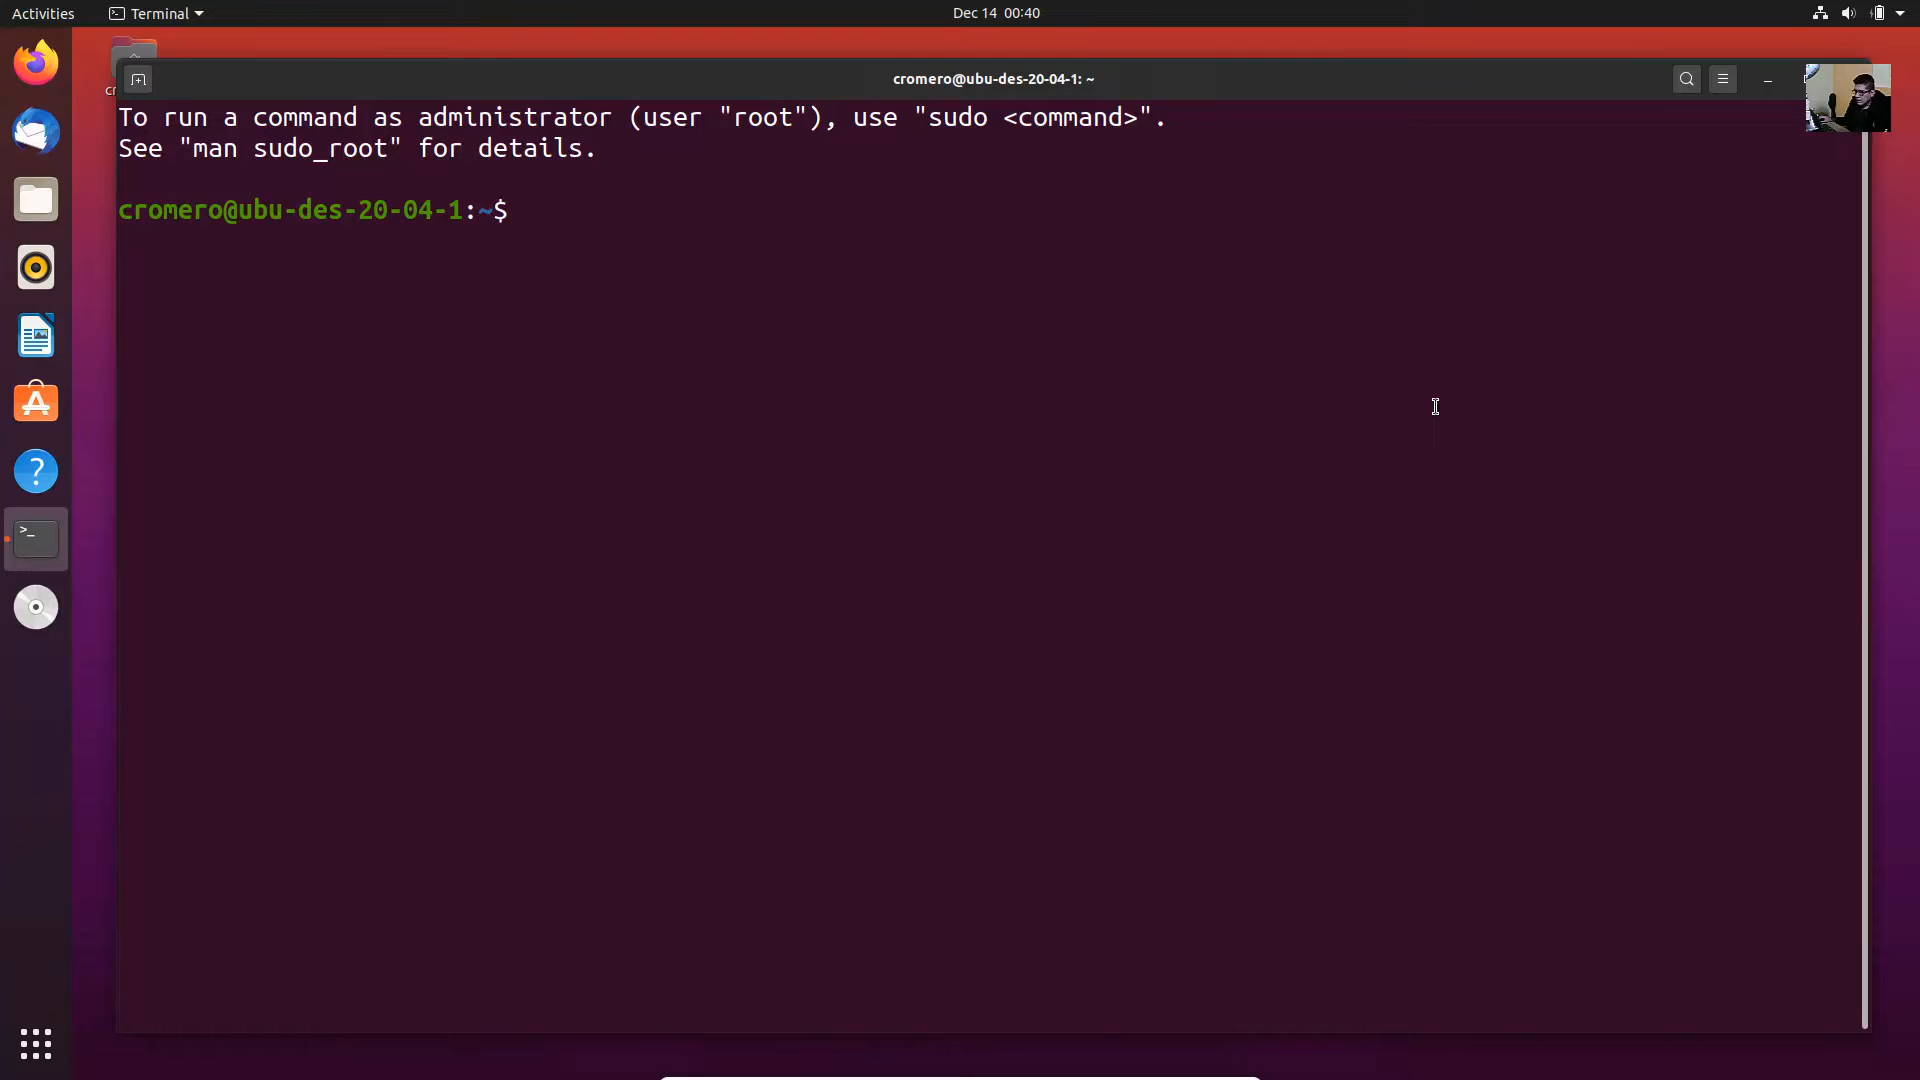 Activities Terminal Dec 14 00:40
cromero@ubu-des-20-04-1: ~
cr
To run a command as administrator (user "root"), use "sudo <command>".
See "man sudo_root" for details.
cromero@ubu-des-20-04-1:~$